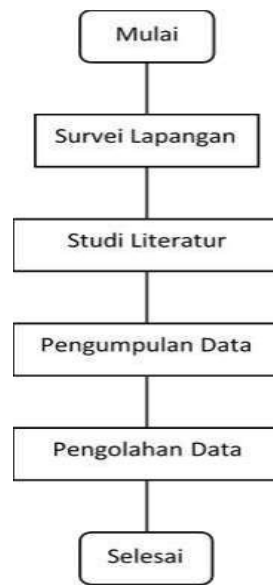 Mulai
Survei Lapangan
Studi Literatur
Pengumpulan Data
Pengolahan Data
Selesai